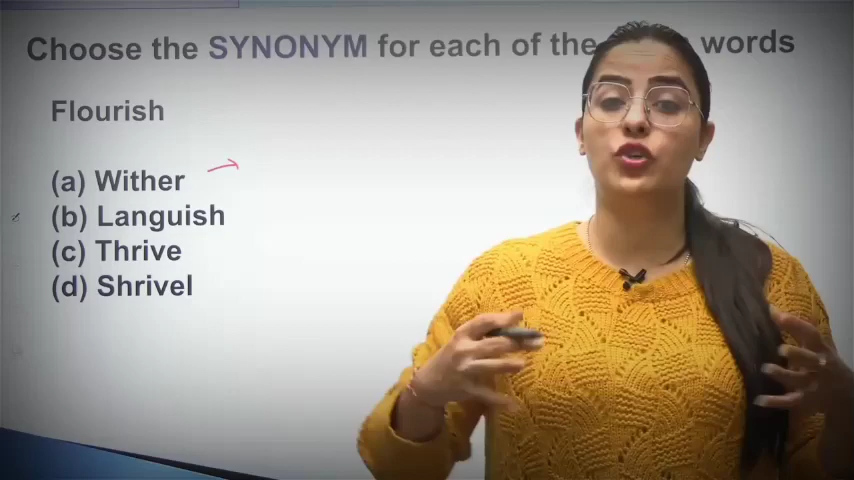 Choose the SYNONYM for each of the words
Flourish
(a) Wither
(b) Languish
(c) Thrive
(d) Shrivel